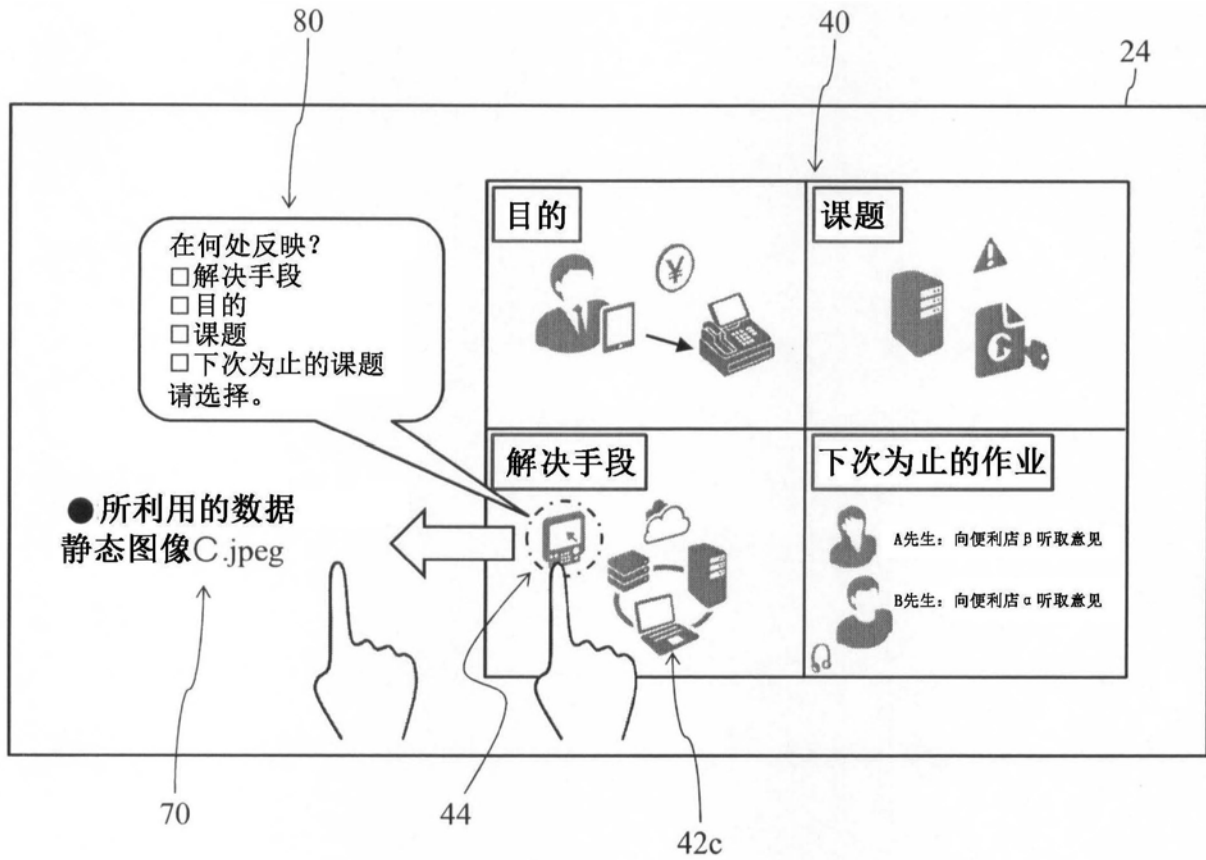 80
40
24
在何处反映？
□解决手段
□目的
□课题
□下次为止的课题
请选择。
目的
¥
课题
解决手段
下次为止的作业
A先生：向便利店β听取意见
B先生：向便利店α听取意见
●所利用的数据
静态图像C.jpeg
70
44
42c